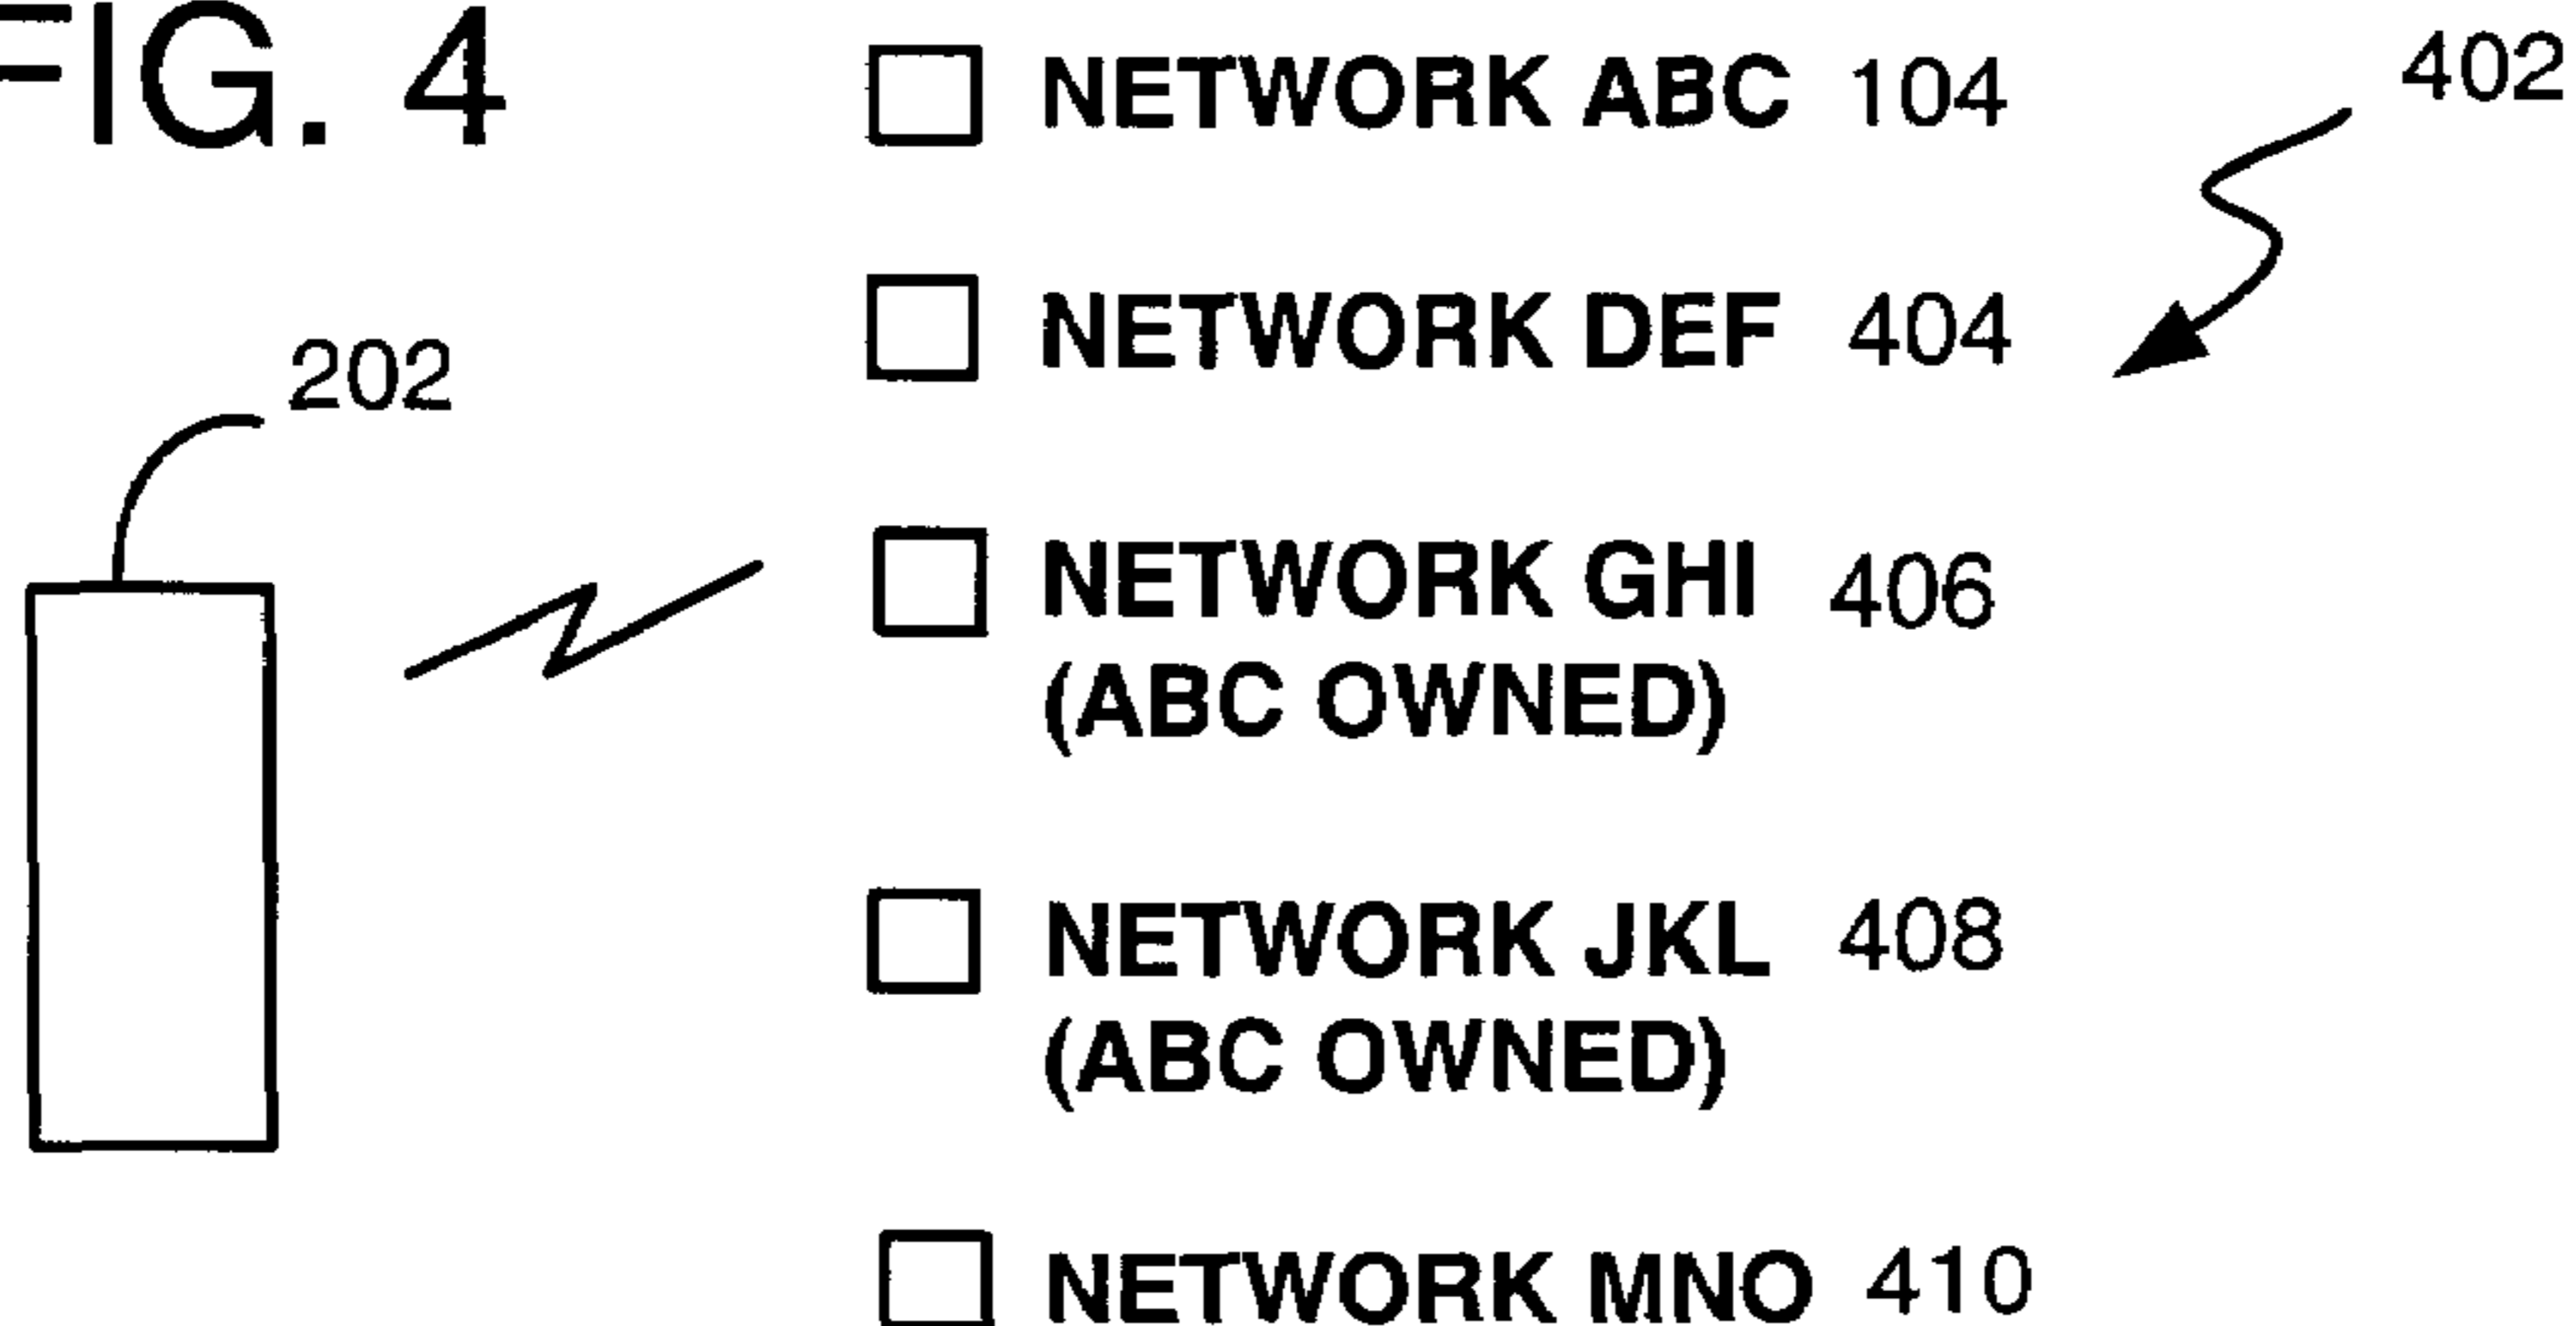 FIG. 4
NETWORK ABC 104
402
NETWORK DEF 404
202
NETWORK GHI 406
(ABC OWNED)
NETWORK JKL 408
(ABC OWNED)
NETWORK MNO 410